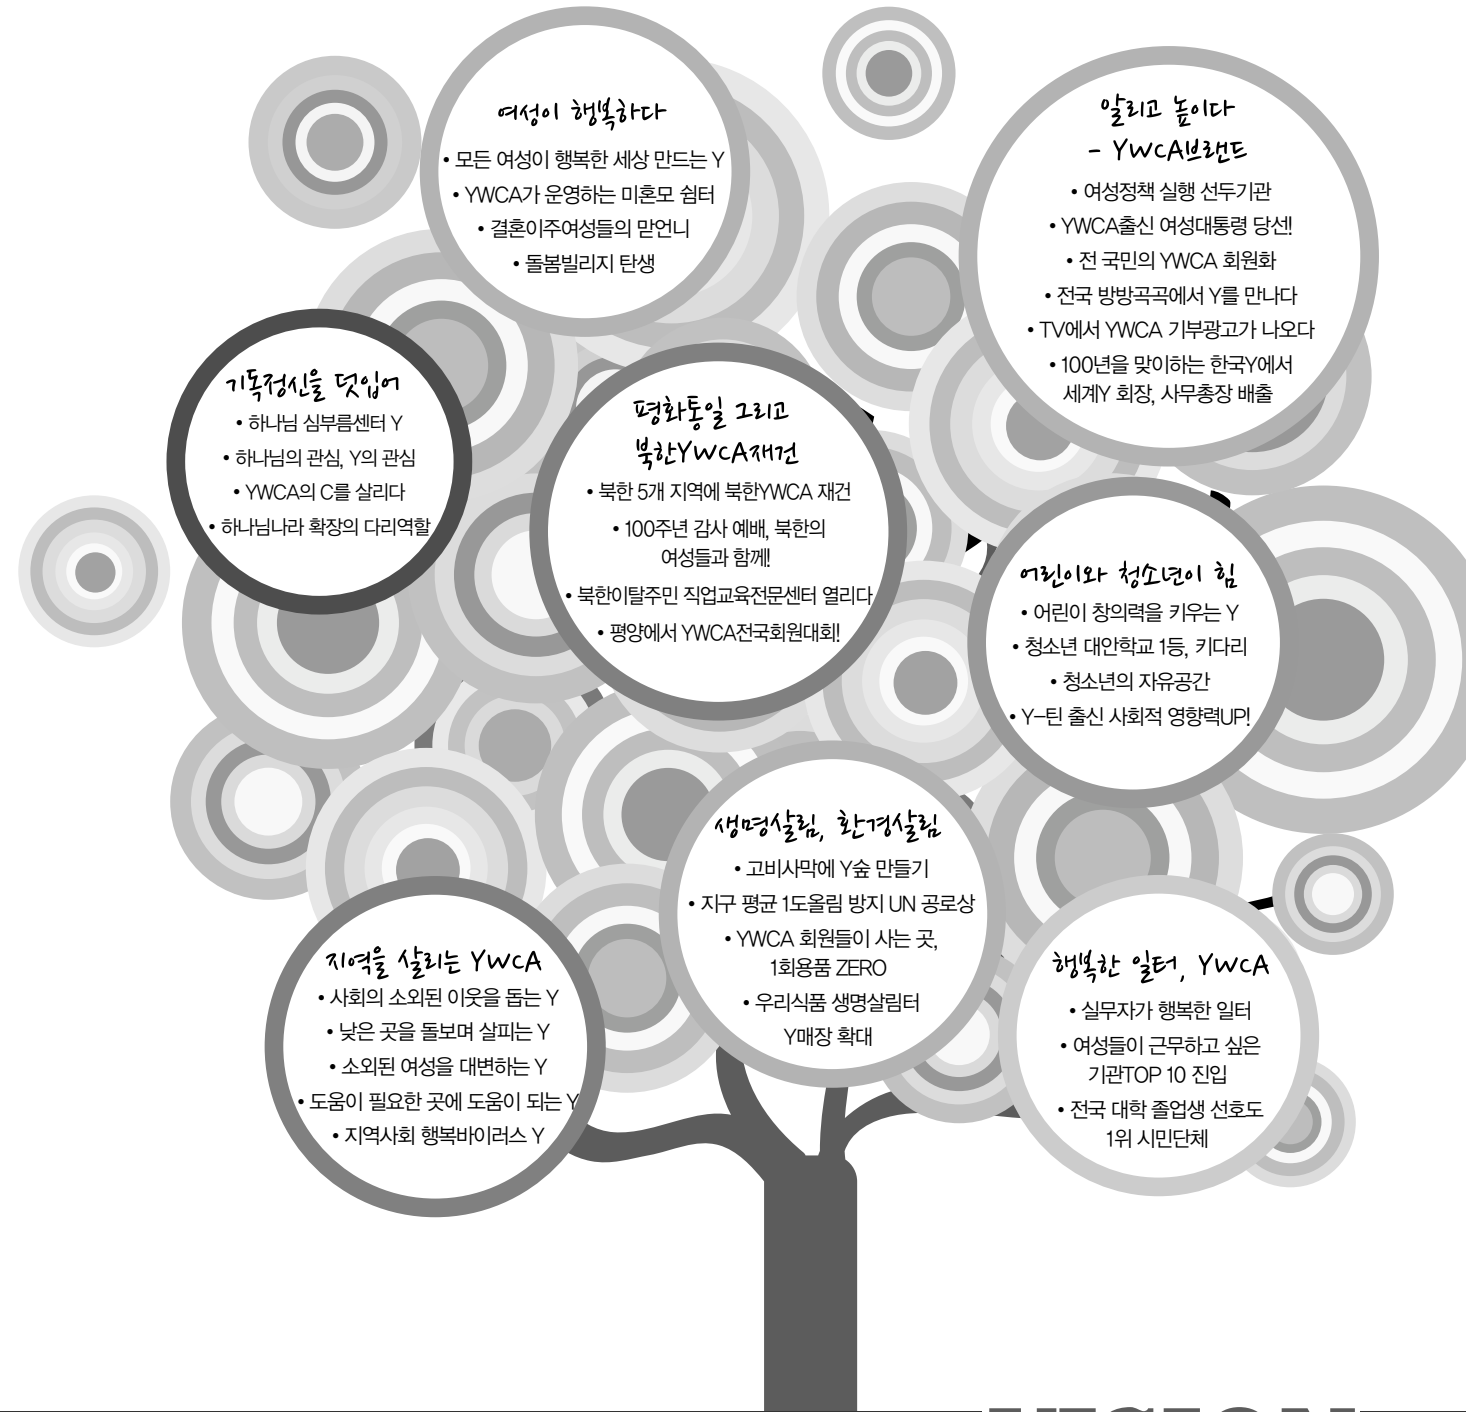 여성이 행복하다
• 모든 여성이 행복한 세상 만드는 Y
• YWCA가 운영하는 미혼모 쉼터
• 결혼이주여성들의 맏언니
• 돌봄빌리지 탄생
알리고 높이다
- YWCA브랜드
• 여성정책 실행 선두기관
• YWCA출신 여성대통령 당선!
• 전 국민의 YWCA 회원화
• 전국 방방곡곡에서 Y를 만나다
• TV에서 YWCA 기부광고가 나오다
• 100년을 맞이하는 한국Y에서
세계Y 회장, 사무총장 배출
기독정신을 덧입어
• 하나님 심부름센터 Y
• 하나님의 관심, Y의 관심
• YWCA의 C를 살리다
• 하나님나라 확장의 다리역할
평화통일 그리고
북한YWCA재건
• 북한 5개 지역에 북한YWCA 재건
• 100주년 감사 예배, 북한의
여성들과 함께!
• 북한이탈주민 직업교육전문센터 열리다
• 평양에서 YWCA전국회원대회!
어린이와 청소년이 힘
• 어린이 창의력을 키우는 Y
• 청소년 대안학교 1등, 키다리
• 청소년의 자유공간
• Y-틴 출신 사회적 영향력UP!
생명살림, 환경살림
• 고비사막에 Y숲 만들기
• 지구 평균 1도올림 방지 UN 공로상
• YWCA 회원들이 사는 곳,
1회용품 ZERO
• 우리식품 생명살림터
Y매장 확대
지역을 살리는 YWCA
• 사회의 소외된 이웃을 돕는 Y
• 낮은 곳을 돌보며 살피는 Y
• 소외된 여성을 대변하는 Y
• 도움이 필요한 곳에 도움이 되는 Y
• 지역사회 행복바이러스 Y
행복한 일터, YWCA
• 실무자가 행복한 일터
• 여성들이 근무하고 싶은
기관TOP 10 진입
• 전국 대학 졸업생 선호도
1위 시민단체